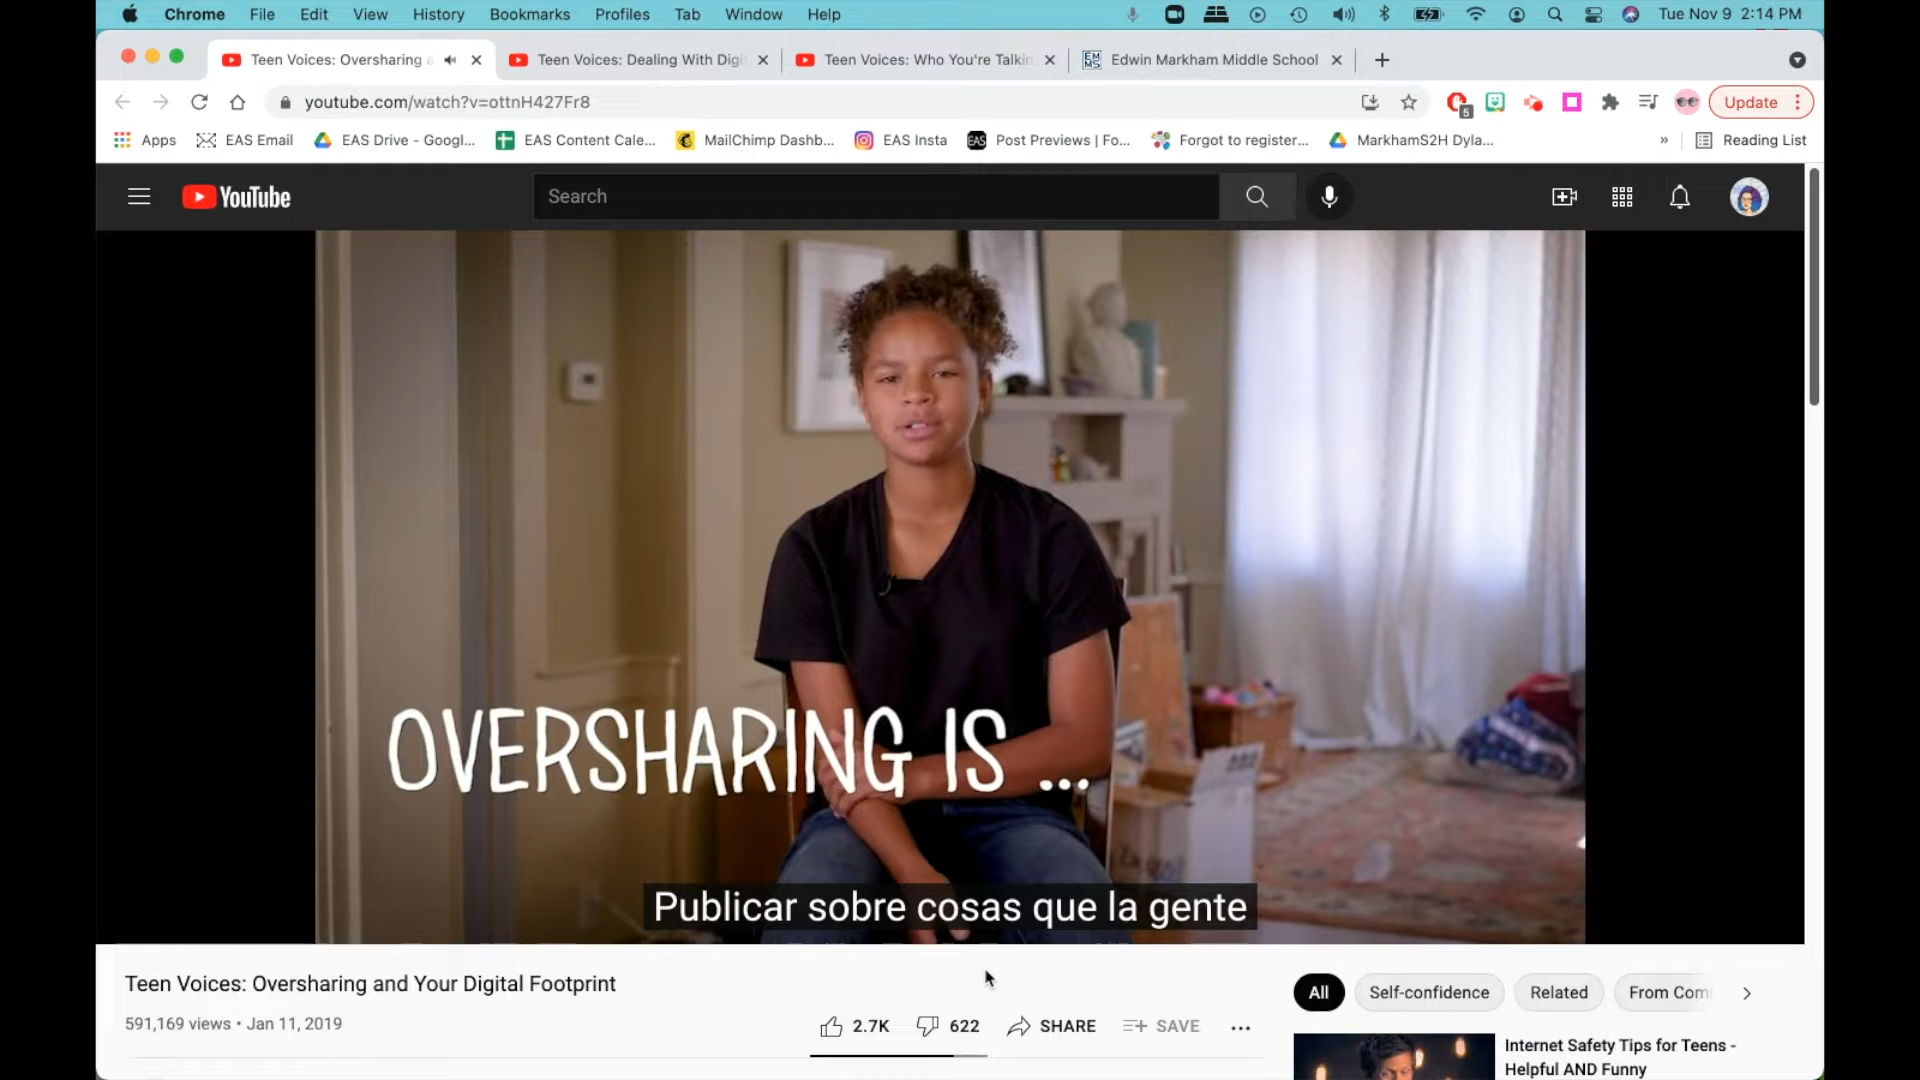 Chrome File Edit View History Bookmarks Profiles Tab Window Help Tue Nov 9 2:14 PM
Teen Voices: Oversharing a Teen Voices: Dealing With Digi Teen Voices: Who You're Talkin Edwin Markham Middle School
youtube.com/watch?v=ottnH427Fr8 5 Update
Apps EAS Email EAS Drive - Googl... EAS Content Cale... MailChimp Dashb... EAS Insta EAS Post Previews | Fo... Forgot to register... MarkhamS2H Dyla... » Reading List
YouTube Search
OVERSHARING IS ...
Publicar sobre cosas que la gente
Teen Voices: Oversharing and Your Digital Footprint
591,169 views • Jan 11, 2019
2.7K 622 SHARE SAVE ...
All Self-confidence Related From Com
Internet Safety Tips for Teens -
Helpful AND Funny